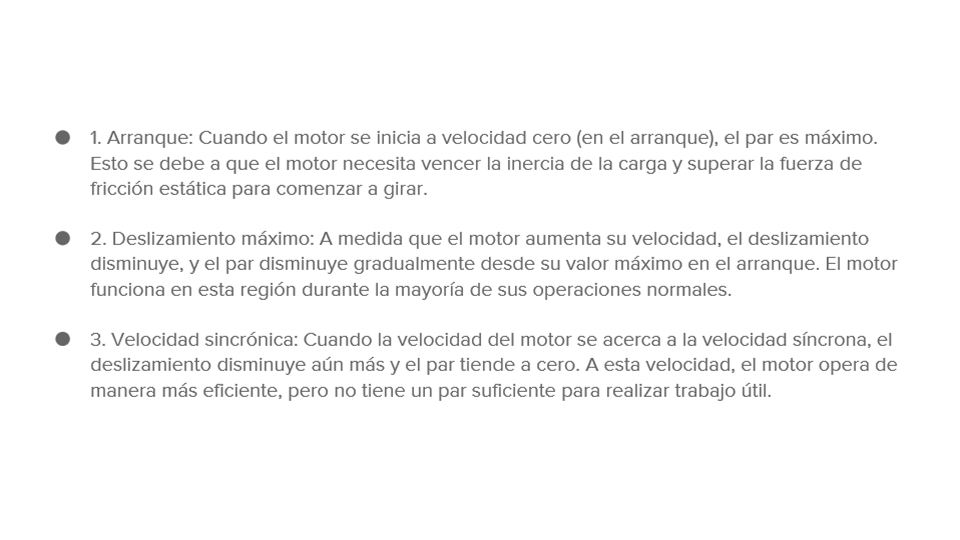 ● 1. Arranque: Cuando el motor se inicia a velocidad cero (en el arranque), el par es máximo.
Esto se debe a que el motor necesita vencer la inercia de la carga y superar la fuerza de
fricción estática para comenzar a girar.
● 2. Deslizamiento máximo: A medida que el motor aumenta su velocidad, el deslizamiento
disminuye, y el par disminuye gradualmente desde su valor máximo en el arranque. El motor
funciona en esta región durante la mayoría de sus operaciones normales.
● 3. Velocidad sincrónica: Cuando la velocidad del motor se acerca a la velocidad síncrona, el
deslizamiento disminuye aún más y el par tiende a cero. A esta velocidad, el motor opera de
manera más eficiente, pero no tiene un par suficiente para realizar trabajo útil.